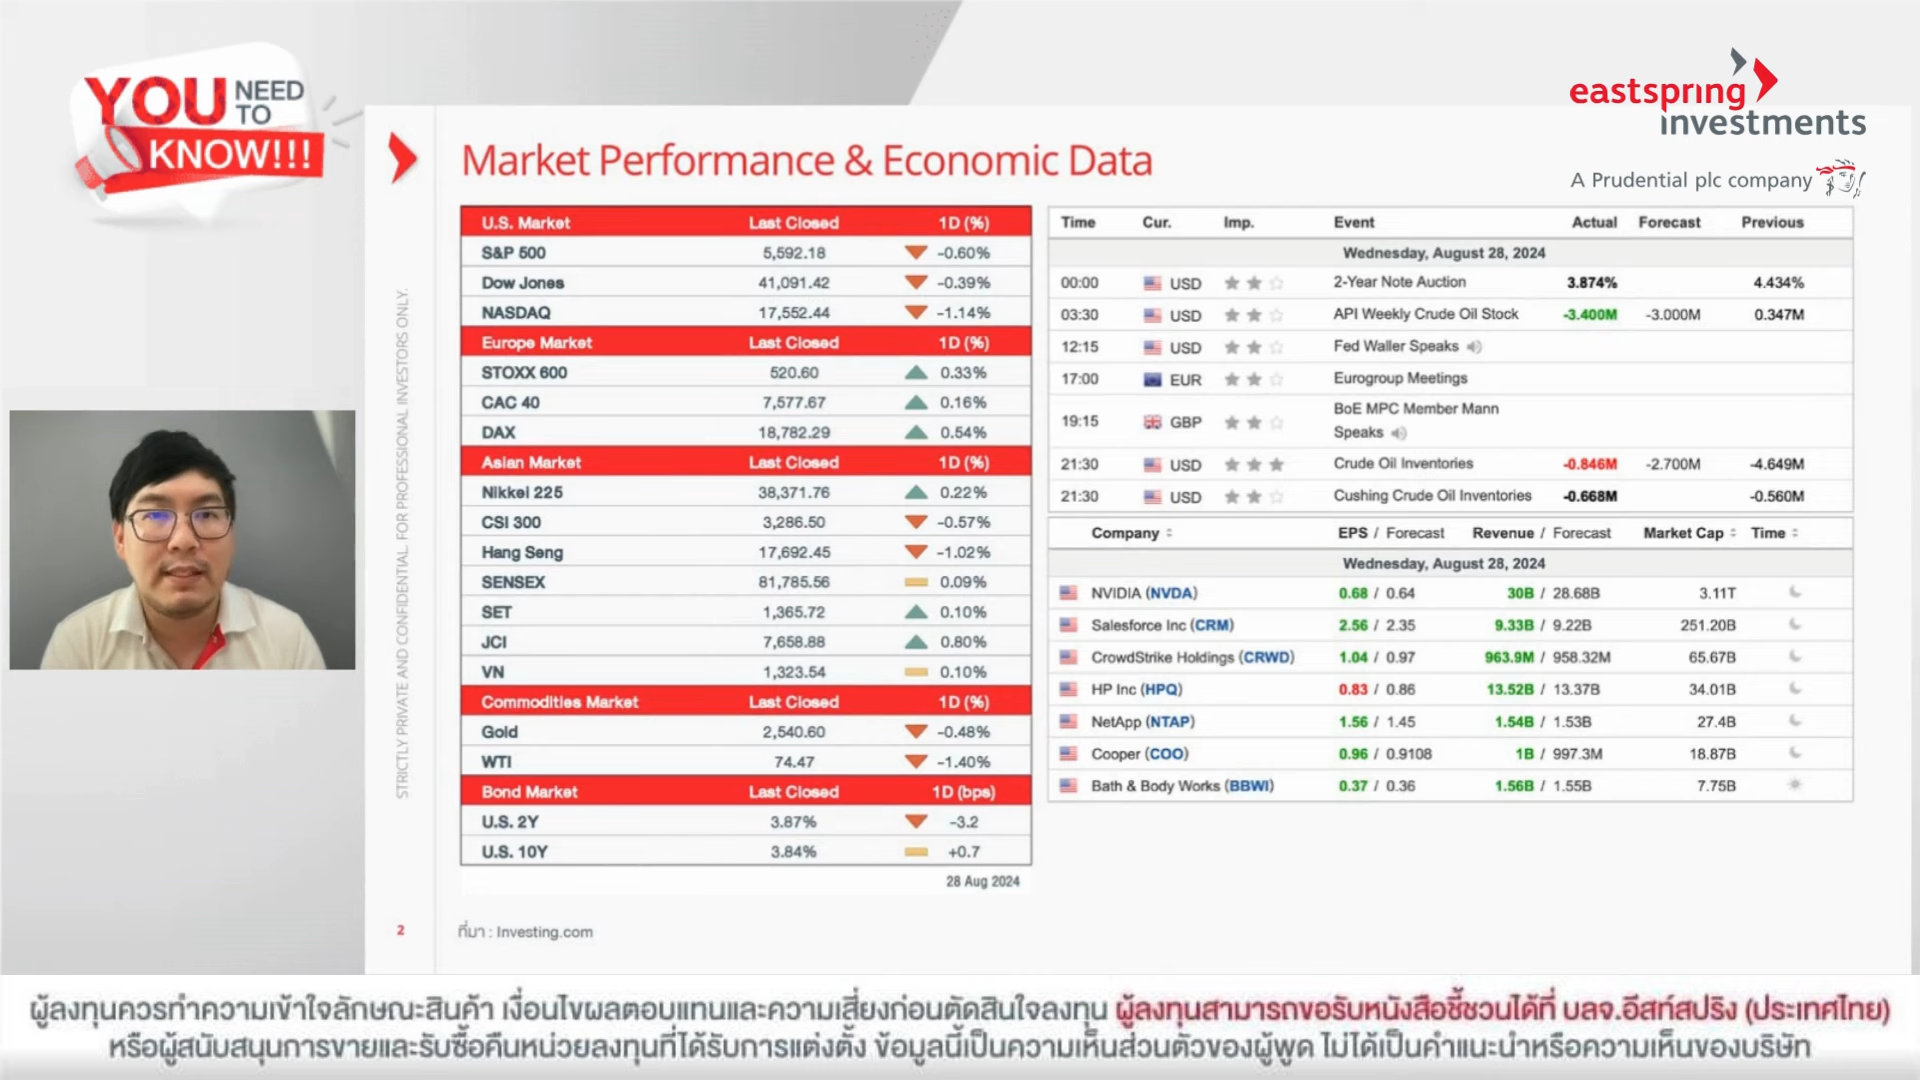 YOU NEED TO KNOW!!!
eastspring investments
A Prudential plc company
Market Performance & Economic Data
STRICTLY PRIVATE AND CONFIDENTIAL. FOR PROFESSIONAL INVESTORS ONLY.
U.S. Market Last Closed 1D (%)
S&P 500 5,592.18 -0.60%
Dow Jones 41,091.42 -0.39%
NASDAQ 17,552.44 -1.14%
Europe Market Last Closed 1D (%)
STOXX 600 520.60 0.33%
CAC 40 7,577.67 0.16%
DAX 18,782.29 0.54%
Asian Market Last Closed 1D (%)
Nikkei 225 38,371.76 0.22%
CSI 300 3,286.50 -0.57%
Hang Seng 17,692.45 -1.02%
SENSEX 81,785.56 0.09%
SET 1,365.72 0.10%
JCI 7,658.88 0.80%
VN 1,323.54 0.10%
Commodities Market Last Closed 1D (%)
Gold 2,540.60 -0.48%
WTI 74.47 -1.40%
Bond Market Last Closed 1D (bps)
U.S. 2Y 3.87% -3.2
U.S. 10Y 3.84% +0.7
28 Aug 2024
Time Cur. Imp. Event Actual Forecast Previous
Wednesday, August 28, 2024
00:00 USD 2-Year Note Auction 3.874% 4.434%
03:30 USD API Weekly Crude Oil Stock -3.400M -3.000M 0.347M
12:15 USD Fed Waller Speaks
17:00 EUR Eurogroup Meetings
19:15 GBP BoE MPC Member Mann
Speaks
21:30 USD Crude Oil Inventories -0.846M -2.700M -4.649M
21:30 USD Cushing Crude Oil Inventories -0.668M -0.560M
Company EPS / Forecast Revenue / Forecast Market Cap Time
Wednesday, August 28, 2024
NVIDIA (NVDA) 0.68 / 0.64 30B / 28.68B 3.11T
Salesforce Inc (CRM) 2.56 / 2.35 9.33B / 9.22B 251.20B
CrowdStrike Holdings (CRWD) 1.04 / 0.97 963.9M / 958.32M 65.67B
HP Inc (HPQ) 0.83 / 0.86 13.52B / 13.37B 34.01B
NetApp (NTAP) 1.56 / 1.45 1.54B / 1.53B 27.4B
Cooper (COO) 0.96 / 0.9108 1B / 997.3M 18.87B
Bath & Body Works (BBWI) 0.37 / 0.36 1.56B / 1.55B 7.75B
2
ที่มา : Investing.com
ผู้ลงทุนควรทำความเข้าใจลักษณะสินค้า เงื่อนไขผลตอบแทนและความเสี่ยงก่อนตัดสินใจลงทุน ผู้ลงทุนสามารถขอรับหนังสือชี้ชวนได้ที่ บลจ.อีสท์สปริง (ประเทศไทย)
หรือผู้สนับสนุนการขายและรับซื้อคืนหน่วยลงทุนที่ได้รับการแต่งตั้ง ข้อมูลนี้เป็นความเห็นส่วนตัวของผู้พูด ไม่ได้เป็นคำแนะนำหรือความเห็นของบริษัท